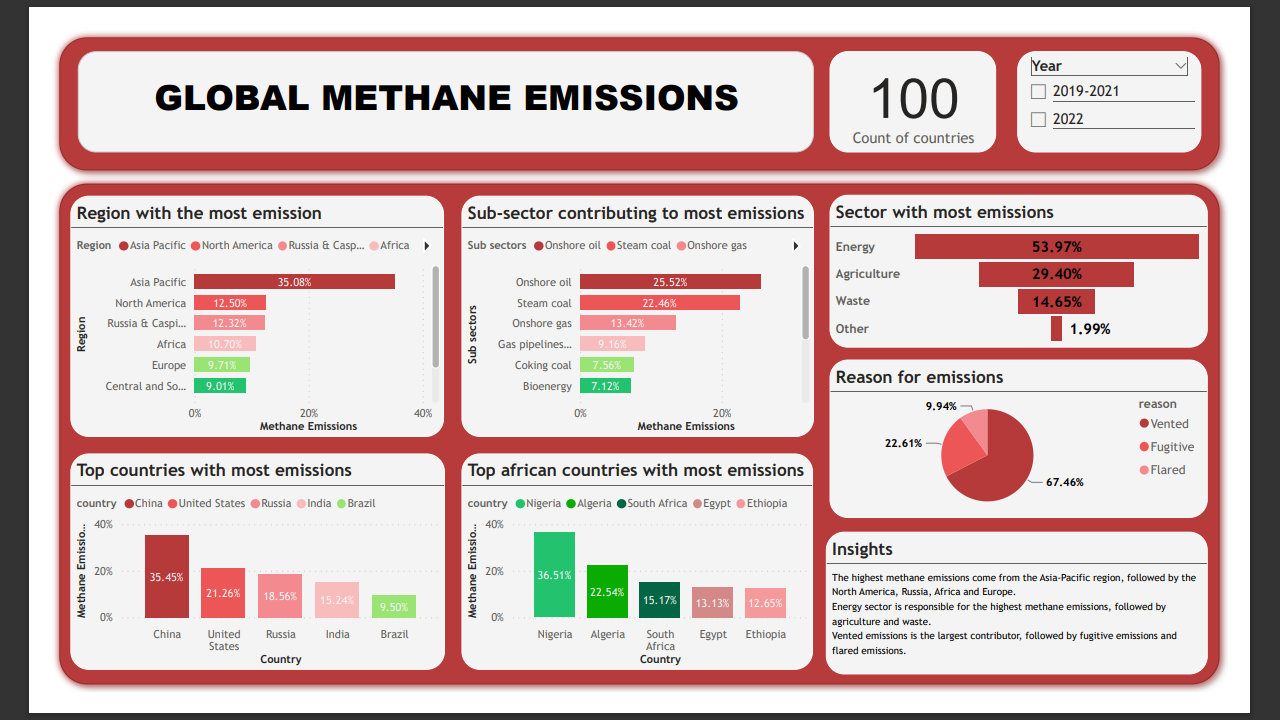 GLOBAL METHANE EMISSIONS
100
Count of countries
Year
2019-2021
2022
Region with the most emission
Region Asia Pacific North America Russia & Casp... Africa
Region
Asia Pacific 35.08%
North America 12.50%
Russia & Caspi... 12.32%
Africa 10.70%
Europe 9.71%
Central and So... 9.01%
0% 20% 40%
Methane Emissions
Sub-sector contributing to most emissions
Sub sectors Onshore oil Steam coal Onshore gas
Sub sectors
Onshore oil 25.52%
Steam coal 22.46%
Onshore gas 13.42%
Gas pipelines... 9.16%
Coking coal 7.56%
Bioenergy 7.12%
0% 20%
Methane Emissions
Sector with most emissions
Energy 53.97%
Agriculture 29.40%
Waste 14.65%
Other 1.99%
Reason for emissions
9.94%
22.61%
67.46%
reason
Vented
Fugitive
Flared
Top countries with most emissions
country China United States Russia India Brazil
Methane Emissio...
40%
20%
0%
35.45% 21.26% 18.56% 15.24% 9.50%
China United States Russia India Brazil
Country
Top african countries with most emissions
country Nigeria Algeria South Africa Egypt Ethiopia
Methane Emissio...
40%
20%
0%
36.51% 22.54% 15.17% 13.13% 12.65%
Nigeria Algeria South Africa Egypt Ethiopia
Country
Insights
The highest methane emissions come from the Asia-Pacific region, followed by the
North America, Russia, Africa and Europe.
Energy sector is responsible for the highest methane emissions, followed by
agriculture and waste.
Vented emissions is the largest contributor, followed by fugitive emissions and
flared emissions.